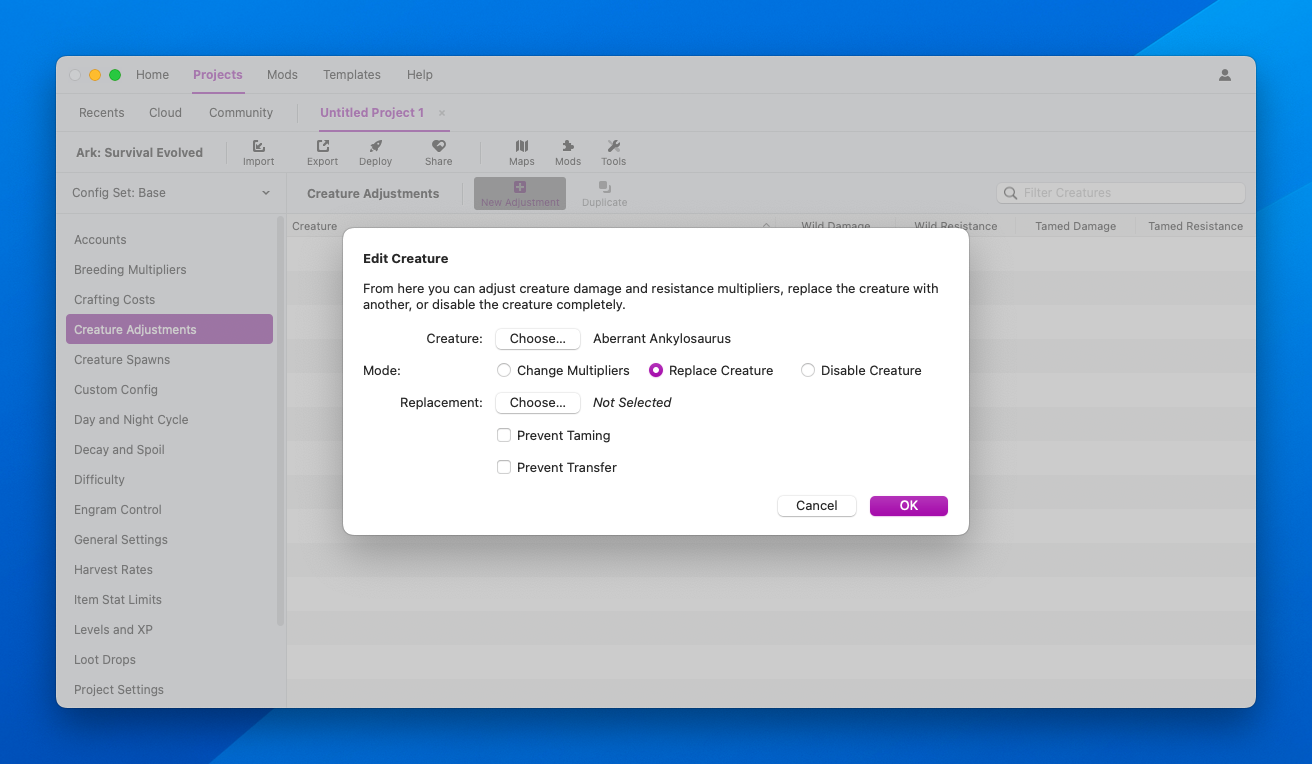 Home Projects Mods Templates Help
Recents Cloud Community Untitled Project 1 ×
Ark: Survival Evolved Import Export Deploy Share Maps Mods Tools
Config Set: Base Creature Adjustments New Adjustment Duplicate Filter Creatures
Creature Wild Damage Wild Resistance Tamed Damage Tamed Resistance
Accounts
Breeding Multipliers
Crafting Costs
Creature Adjustments
Creature Spawns
Custom Config
Day and Night Cycle
Decay and Spoil
Difficulty
Engram Control
General Settings
Harvest Rates
Item Stat Limits
Levels and XP
Loot Drops
Project Settings
Edit Creature
From here you can adjust creature damage and resistance multipliers, replace the creature with
another, or disable the creature completely.
Creature: Choose... Aberrant Ankylosaurus
Mode: Change Multipliers Replace Creature Disable Creature
Replacement: Choose... Not Selected
Prevent Taming
Prevent Transfer
Cancel OK